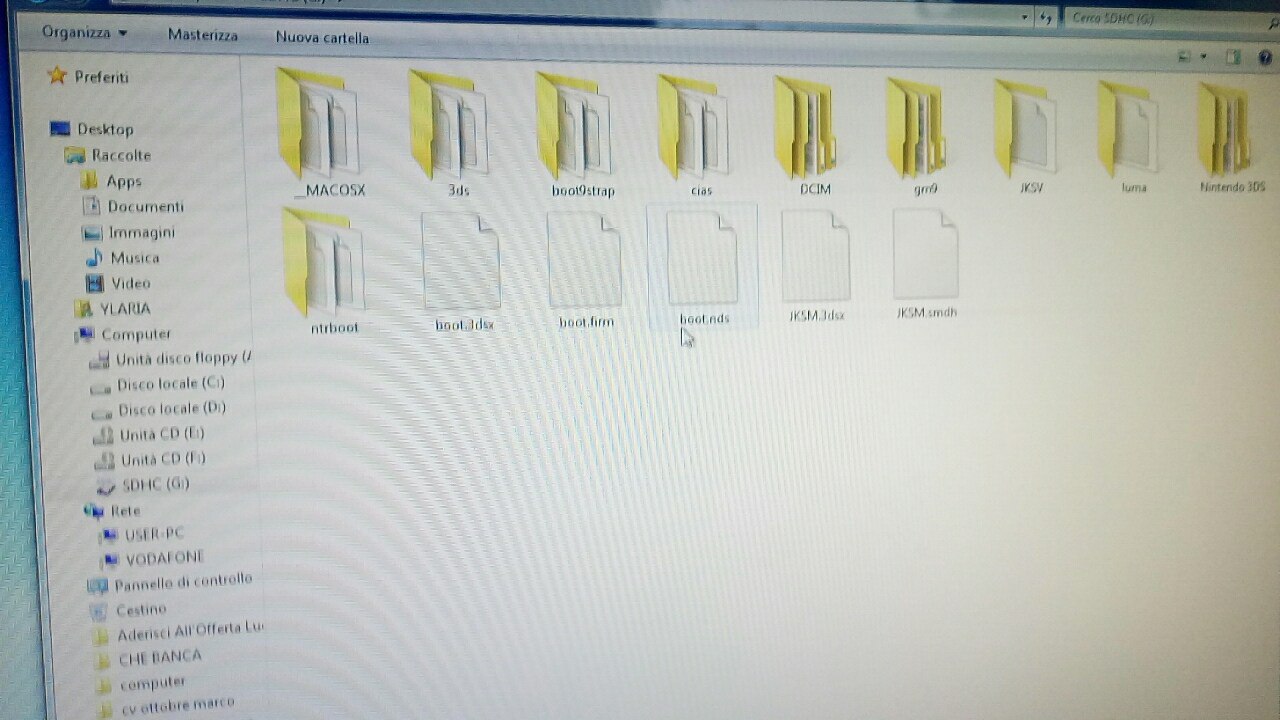 Cerca SDHC (G:)
Organizza
Masterizza
Nuova cartella
Preferiti
Desktop
Raccolte
Apps
Documenti
Immagini
Musica
Video
YLARIA
Computer
Unità disco floppy (A
Disco locale (C:)
Disco locale (D:)
Unità CD (E:)
Unità CD (F:)
SDHC (G:)
Rete
USER-PC
VODAFONE
Pannello di controllo
Cestino
Aderisci All'Offerta Luc
CHE BANCA
computer
cv ottobre marco
__MACOSX
3ds
boot9strap
cias
DCIM
gm9
JKSV
luma
Nintendo 3DS
ntrboot
boot.3dsx
boot.firm
boot.nds
JKSM.3dsx
JKSM.smdh